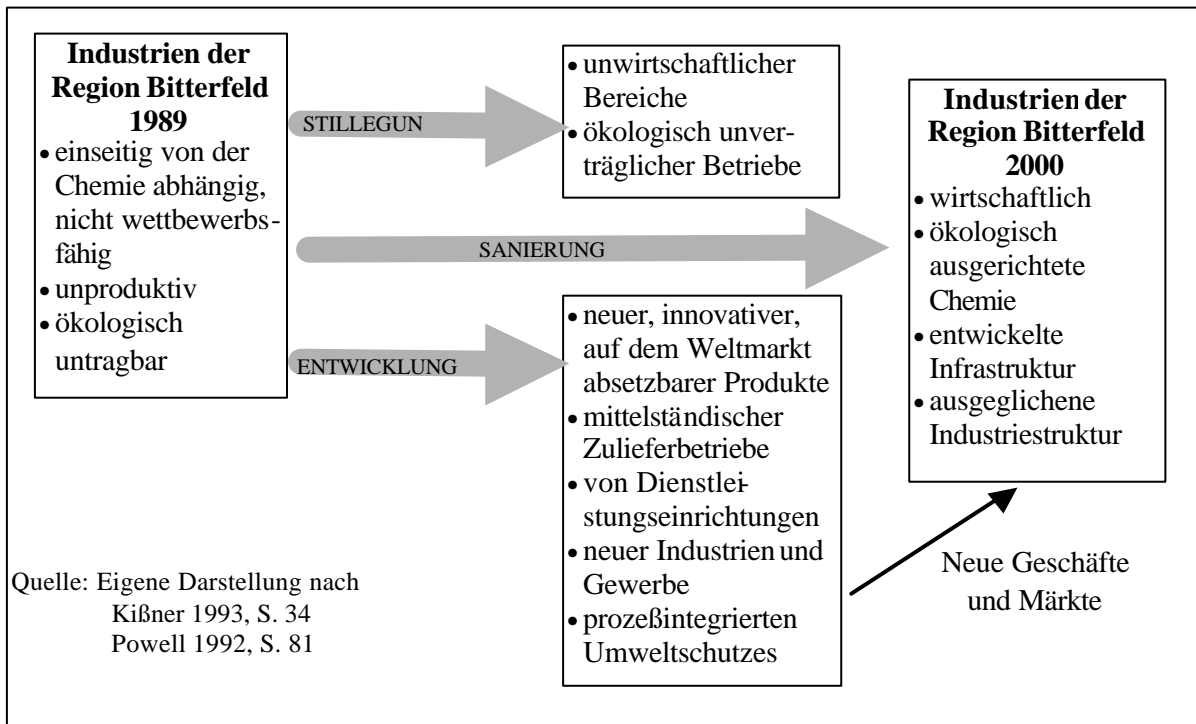 Industrien der
Region Bitterfeld
1989
• einseitig von der
Chemie abhängig,
nicht wettbewerbs-
fähig
• unproduktiv
• ökologisch
untragbar
STILLEGUN
• unwirtschaftlicher
Bereiche
• ökologisch unver-
träglicher Betriebe
SANIERUNG
ENTWICKLUNG
• neuer, innovativer,
auf dem Weltmarkt
absetzbarer Produkte
• mittelständischer
Zulieferbetriebe
• von Dienstlei-
stungseinrichtungen
• neuer Industrien und
Gewerbe
• prozeßintegrierten
Umweltschutzes
Industrien der
Region Bitterfeld
2000
• wirtschaftlich
• ökologisch
ausgerichtete
Chemie
• entwickelte
Infrastruktur
• ausgeglichene
Industriestruktur
Neue Geschäfte
und Märkte
Quelle: Eigene Darstellung nach
Kißner 1993, S. 34
Powell 1992, S. 81